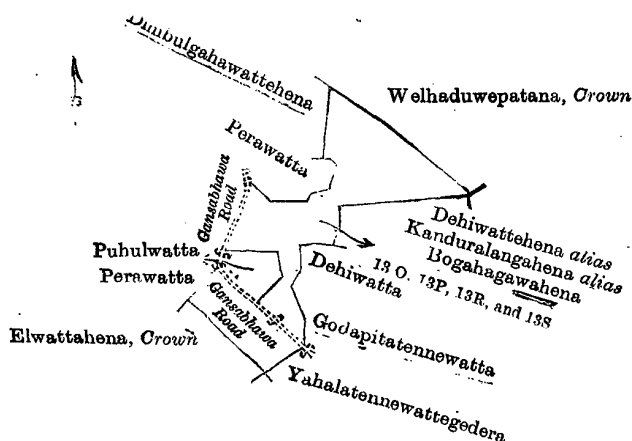 Dimbulgahawattehena
Welhaduwepatana, Crown
Perawatta
Gansabhawa
Road
Dehiwattehena alias
Kanduralangahena alias
Bogahagawahena
Puhulwatta
Perawatta
Dehiwatta
13 O. 13P, 13R, and 13S
Gansabhawa
Road
Godapitatennewatta
Elwattahena, Crown
Yahalatennewattegedera